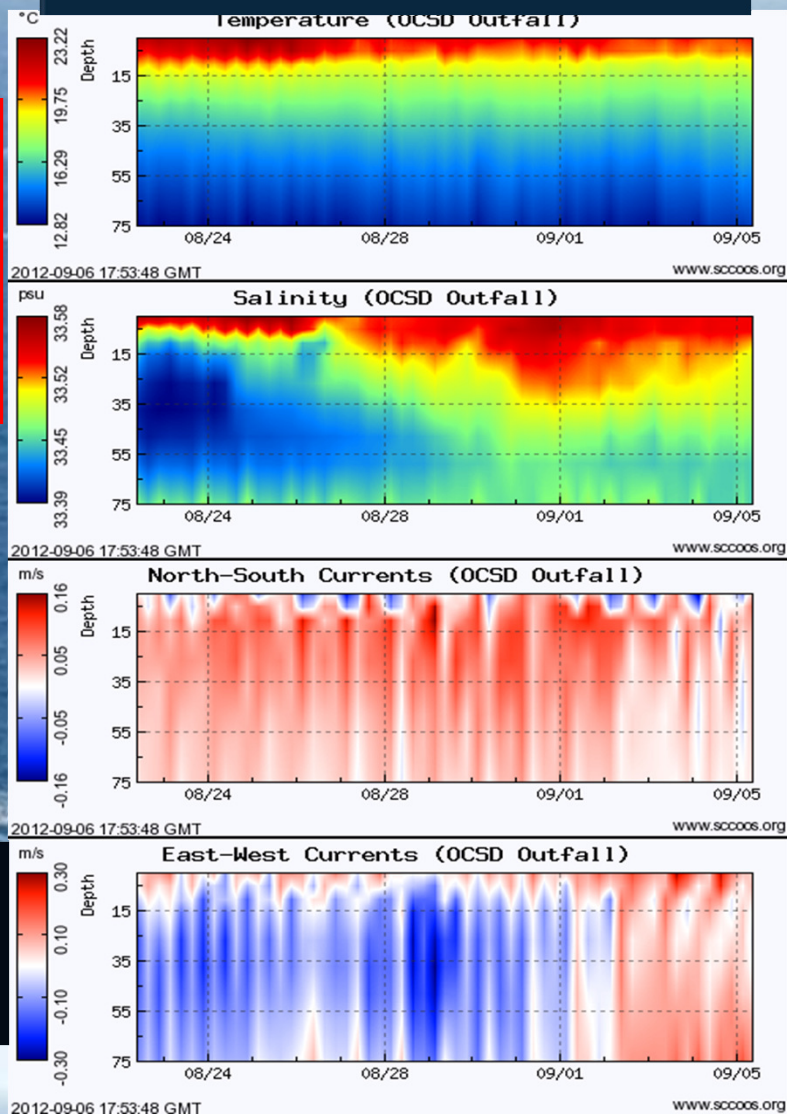 °C
Temperature (OCSD Outfall)
23.22
19.75
16.29
12.82
Depth
15
35
55
75
08/24
08/28
09/01
09/05
2012-09-06 17:53:48 GMT
www.sccoos.org
psu
Salinity (OCSD Outfall)
33.58
33.52
33.45
33.39
Depth
15
35
55
75
08/24
08/28
09/01
09/05
2012-09-06 17:53:48 GMT
www.sccoos.org
m/s
North-South Currents (OCSD Outfall)
0.16
0.05
-0.05
-0.16
Depth
15
35
55
75
08/24
08/28
09/01
09/05
2012-09-06 17:53:48 GMT
www.sccoos.org
m/s
East-West Currents (OCSD Outfall)
0.30
0.10
-0.10
-0.30
Depth
15
35
55
75
08/24
08/28
09/01
09/05
2012-09-06 17:53:48 GMT
www.sccoos.org